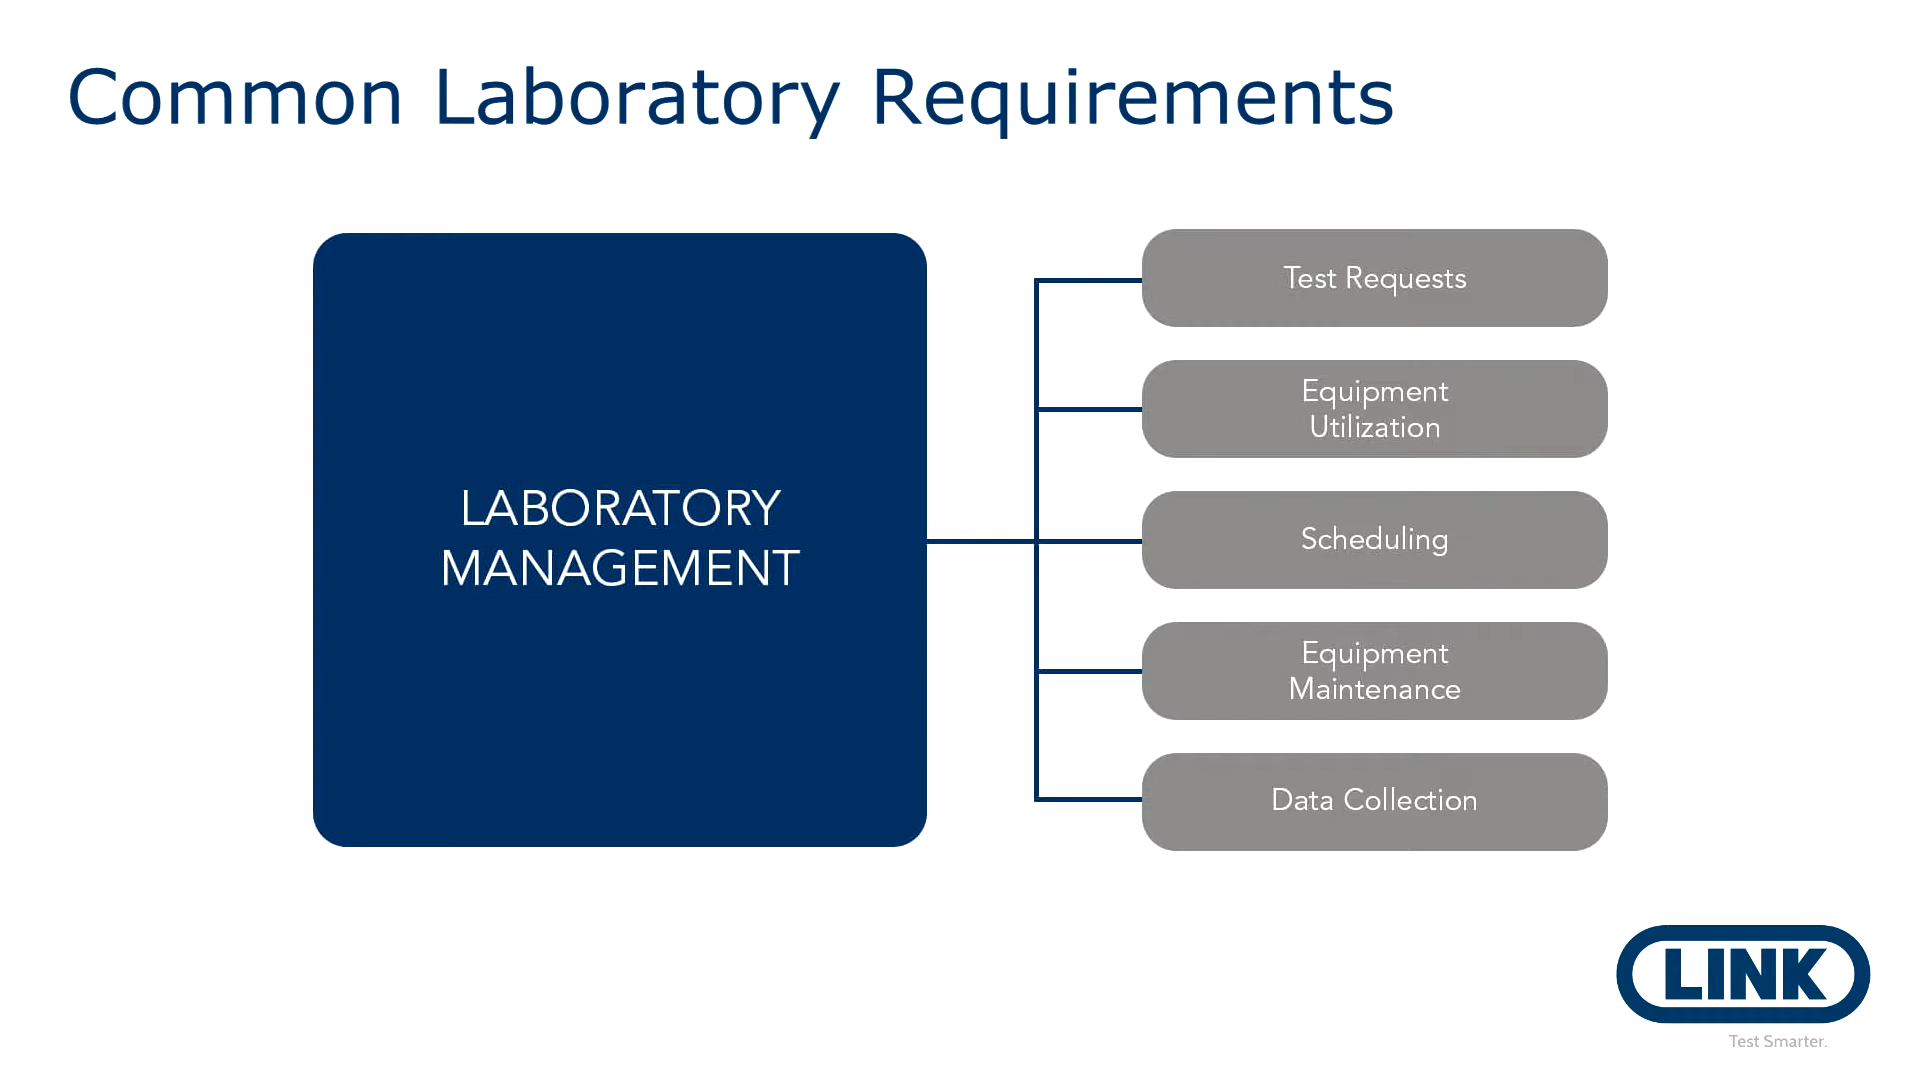 Common Laboratory Requirements
LABORATORY
MANAGEMENT
Test Requests
Equipment
Utilization
Scheduling
Equipment
Maintenance
Data Collection
LINK
Test Smarter.